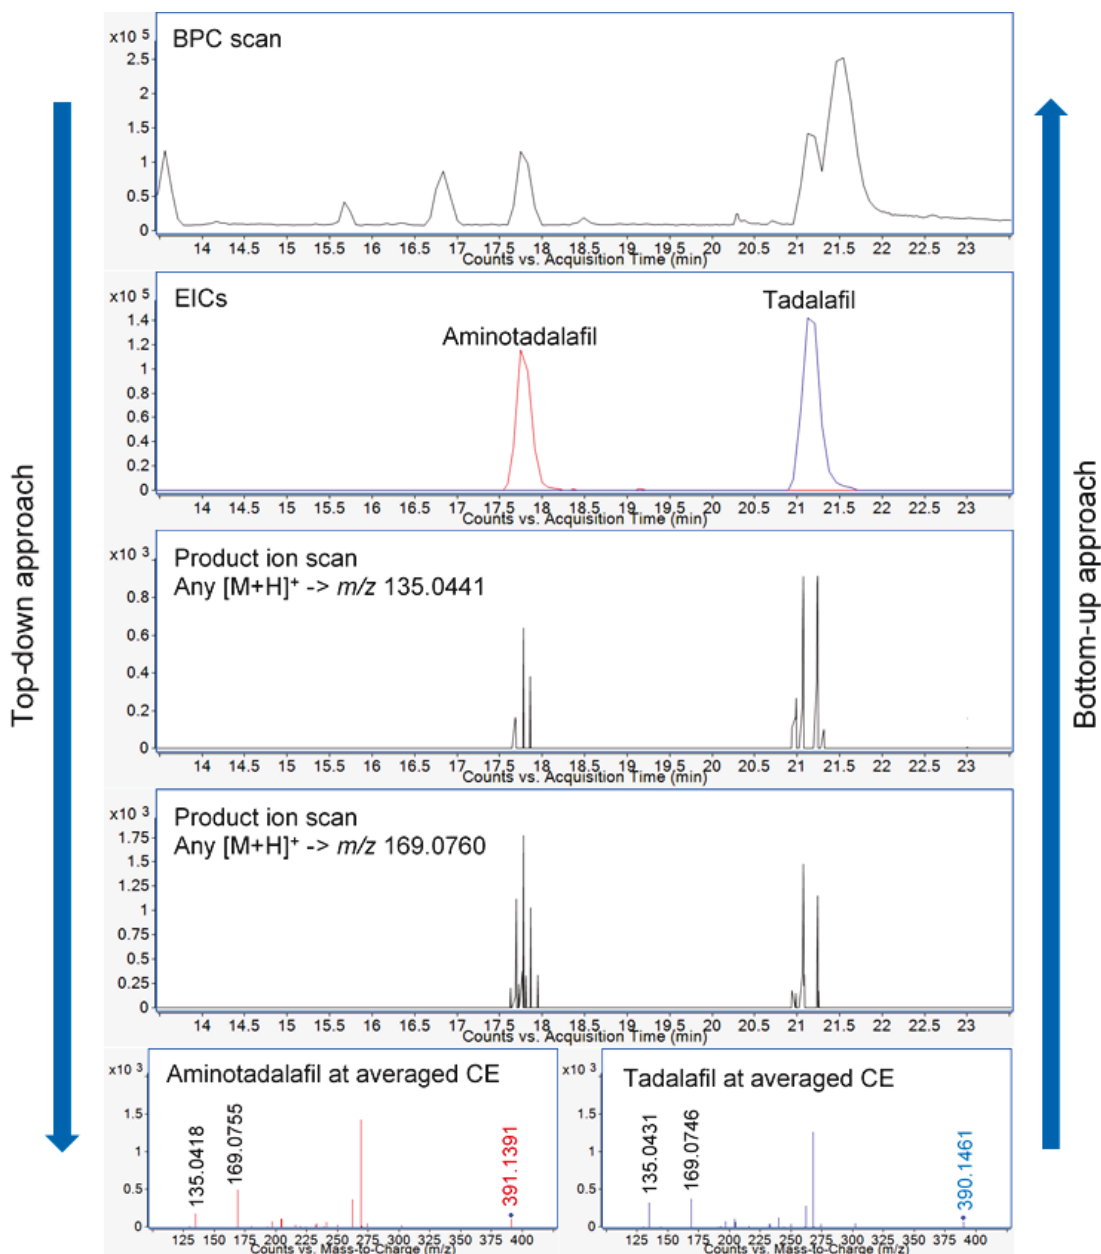 Top-down approach
Bottom-up approach
x10 5
BPC scan
2.5
2
1.5
1
0.5
0
14 14.5 15 15.5 16 16.5 17 17.5 18 18.5 19 19.5 20 20.5 21 21.5 22 22.5 23
Counts vs. Acquisition Time (min)
x10 5
EICs
Aminotadalafil
Tadalafil
1.4
1.2
1
0.8
0.6
0.4
0.2
0
14 14.5 15 15.5 16 16.5 17 17.5 18 18.5 19 19.5 20 20.5 21 21.5 22 22.5 23
Counts vs. Acquisition Time (min)
x10 3
Product ion scan
Any [M+H]+ -> m/z 135.0441
0.8
0.6
0.4
0.2
0
14 14.5 15 15.5 16 16.5 17 17.5 18 18.5 19 19.5 20 20.5 21 21.5 22 22.5 23
Counts vs. Acquisition Time (min)
x10 3
Product ion scan
Any [M+H]+ -> m/z 169.0760
1.75
1.5
1.25
1
0.75
0.5
0.25
0
14 14.5 15 15.5 16 16.5 17 17.5 18 18.5 19 19.5 20 20.5 21 21.5 22 22.5 23
Counts vs. Acquisition Time (min)
x10 3
Aminotadalafil at averaged CE
1.5
1
0.5
0
135.0418
169.0755
391.1391
125 150 175 200 225 250 275 300 325 350 375 400
Counts vs. Mass-to-Charge (m/z)
x10 3
Tadalafil at averaged CE
1.5
1
0.5
0
135.0431
169.0746
390.1461
125 150 175 200 225 250 275 300 325 350 375 400
Counts vs. Mass-to-Charge (m/z)